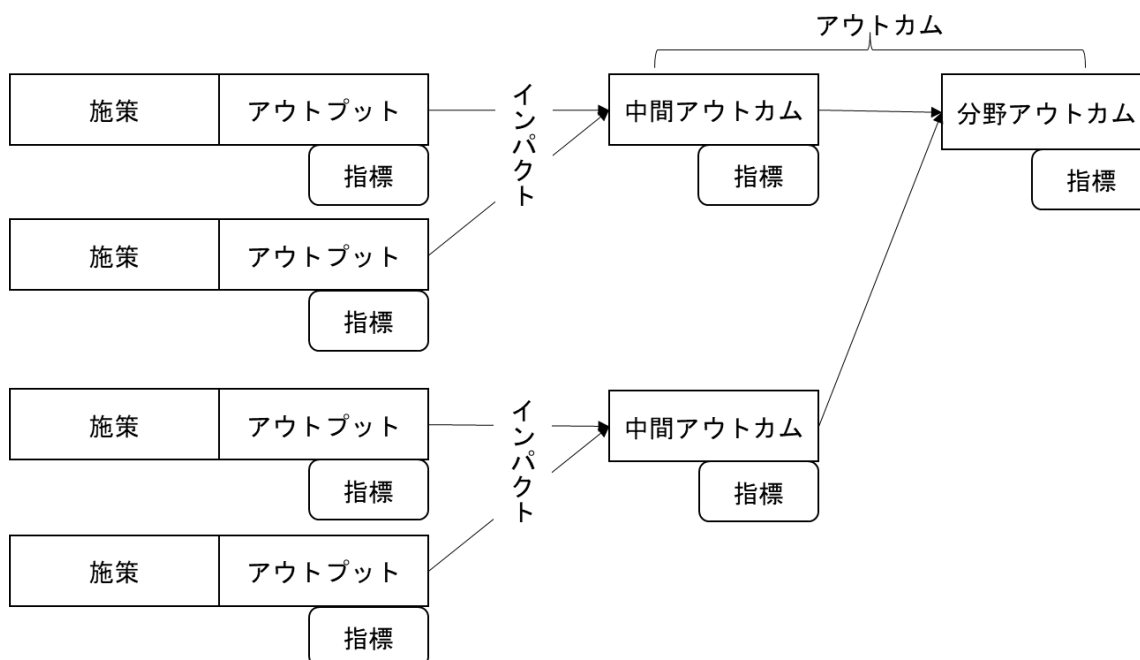 アウトカム
施策
アウトプット
インパクト
中間アウトカム
分野アウトカム
指標
指標
指標
施策
アウトプット
指標
施策
アウトプット
インパクト
中間アウトカム
指標
指標
施策
アウトプット
指標